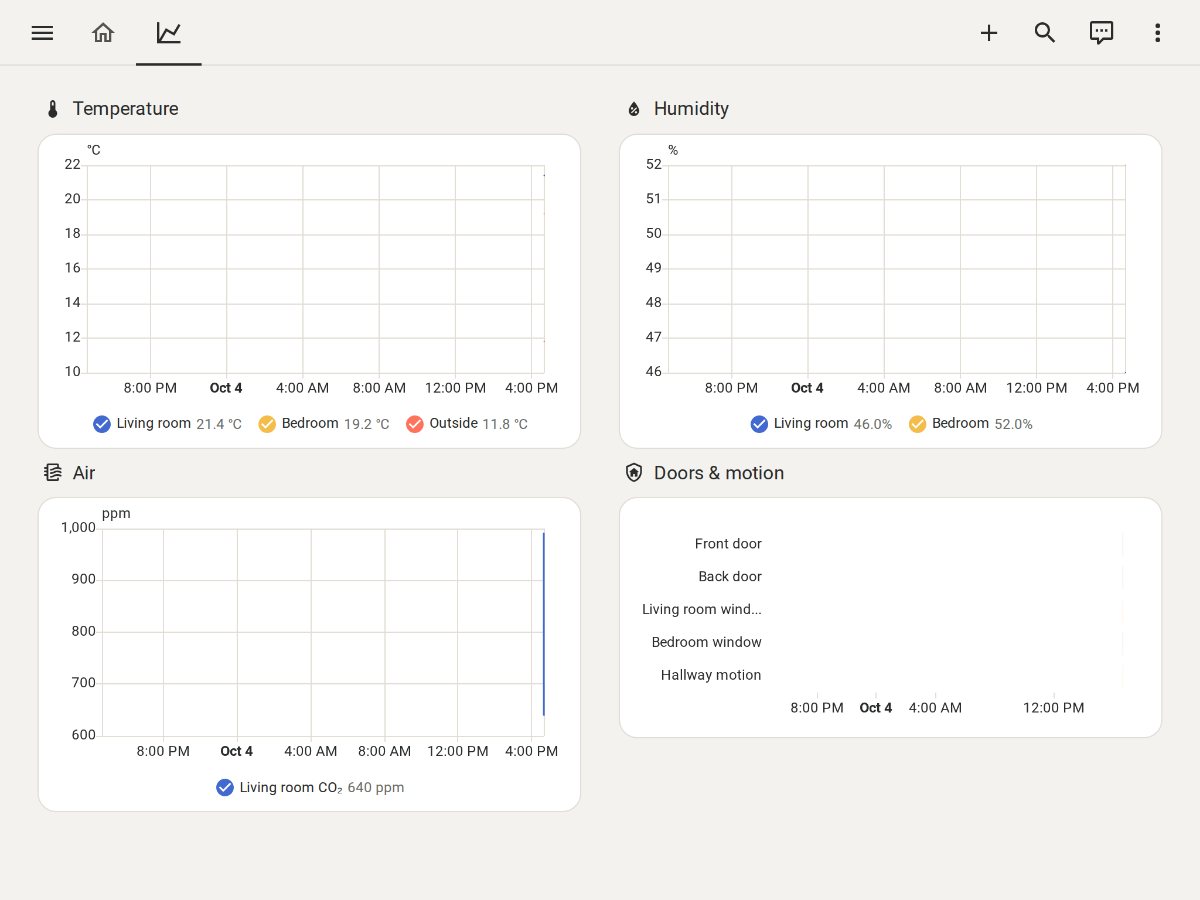 Temperature
°C
22
20
18
16
14
12
10
8:00 PM Oct 4 4:00 AM 8:00 AM 12:00 PM 4:00 PM
Living room 21.4 °C Bedroom 19.2 °C Outside 11.8 °C
Humidity
%
52
51
50
49
48
47
46
8:00 PM Oct 4 4:00 AM 8:00 AM 12:00 PM 4:00 PM
Living room 46.0% Bedroom 52.0%
Air
ppm
1,000
900
800
700
600
8:00 PM Oct 4 4:00 AM 8:00 AM 12:00 PM 4:00 PM
Living room CO₂ 640 ppm
Doors & motion
Front door
Back door
Living room wind...
Bedroom window
Hallway motion
8:00 PM Oct 4 4:00 AM 12:00 PM